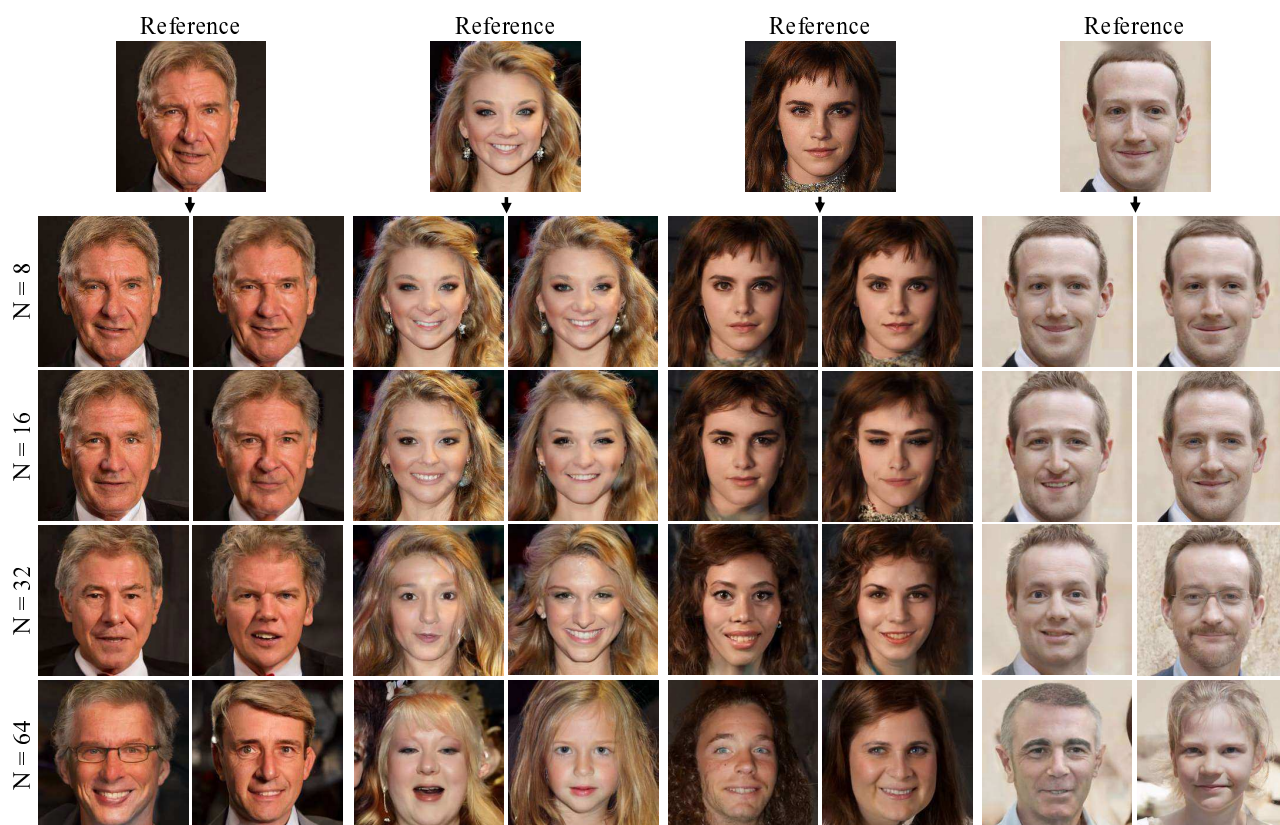 Reference
Reference
Reference
Reference
N = 8
N = 16
N = 32
N = 64